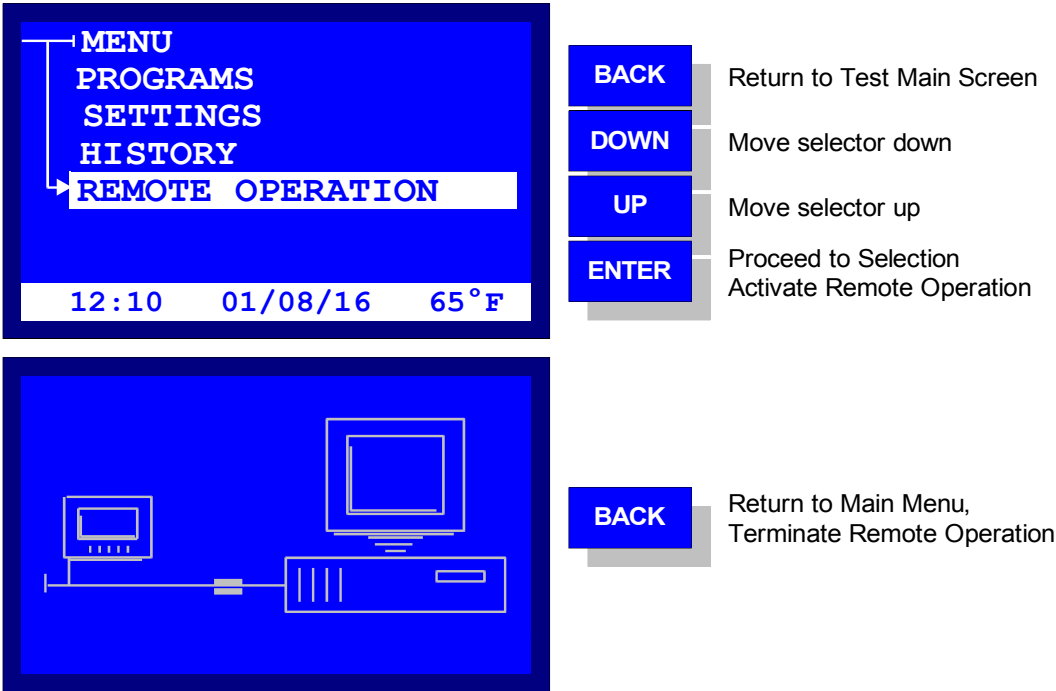 MENU
PROGRAMS
SETTINGS
HISTORY
REMOTE OPERATION
12:10 01/08/16 65°F
BACK Return to Test Main Screen
DOWN Move selector down
UP Move selector up
ENTER Proceed to Selection
Activate Remote Operation
BACK Return to Main Menu,
Terminate Remote Operation